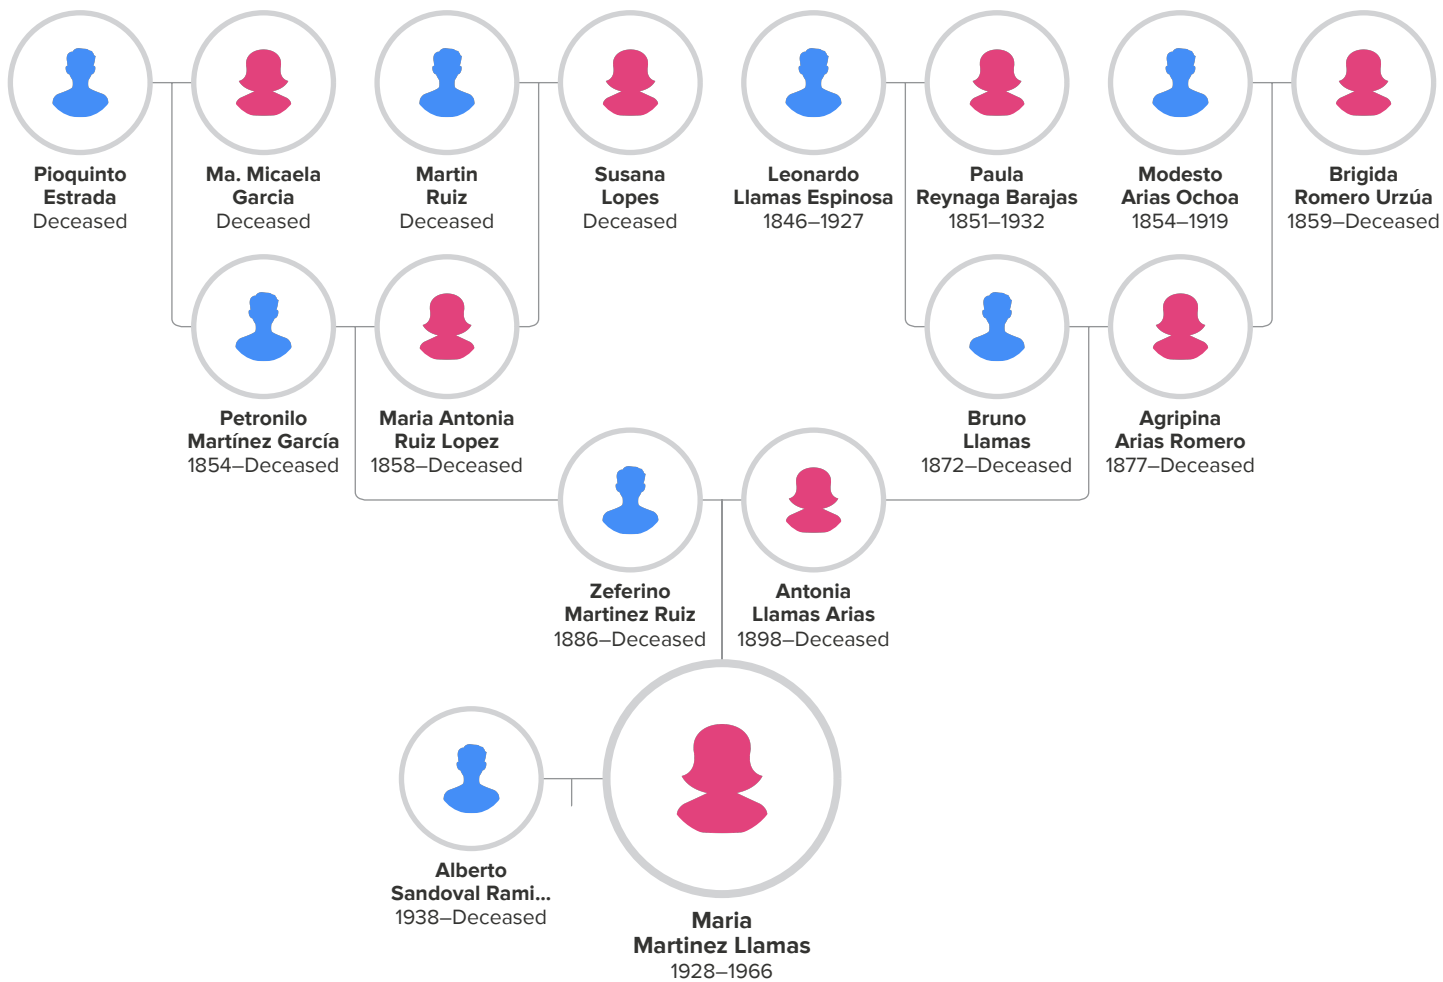 Pioquinto
Estrada
Deceased
Ma. Micaela
Garcia
Deceased
Martin
Ruiz
Deceased
Susana
Lopes
Deceased
Leonardo
Llamas Espinosa
1846–1927
Paula
Reynaga Barajas
1851–1932
Modesto
Arias Ochoa
1854–1919
Brigida
Romero Urzúa
1859–Deceased
Petronilo
Martínez García
1854–Deceased
Maria Antonia
Ruiz Lopez
1858–Deceased
Bruno
Llamas
1872–Deceased
Agripina
Arias Romero
1877–Deceased
Zeferino
Martinez Ruiz
1886–Deceased
Antonia
Llamas Arias
1898–Deceased
Alberto
Sandoval Rami...
1938–Deceased
Maria
Martinez Llamas
1928–1966